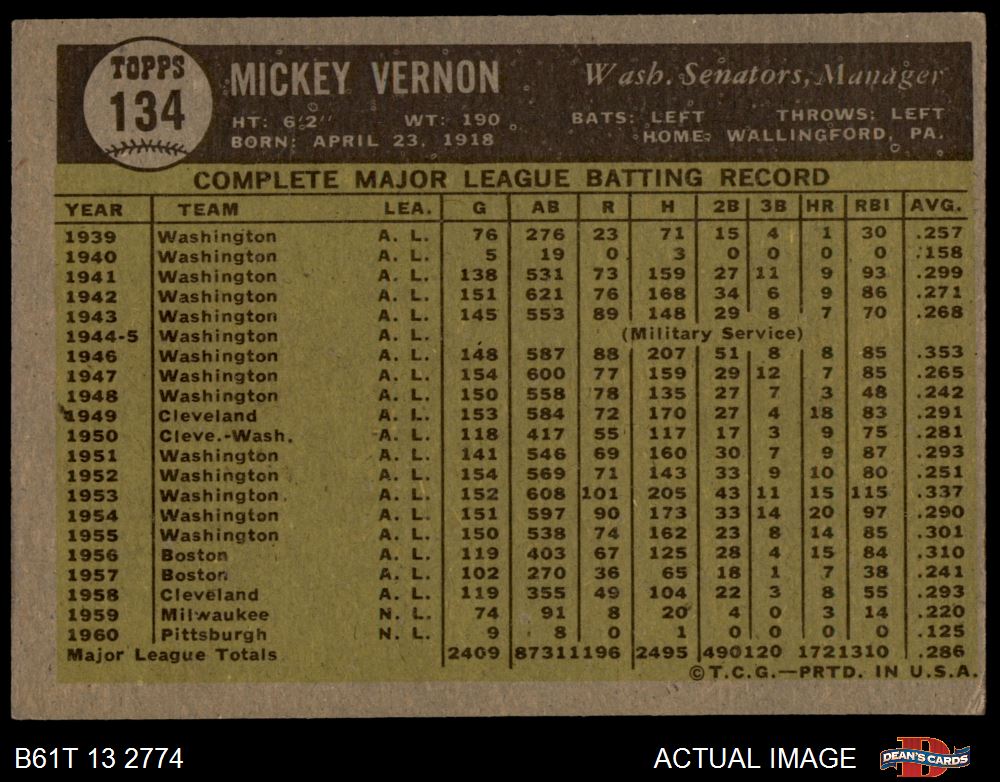 TOPPS
134
MICKEY VERNON Wash. Senators, Manager
HT: 6'2" WT: 190 BATS: LEFT THROWS: LEFT
BORN: APRIL 23, 1918 HOME: WALLINGFORD, PA.
COMPLETE MAJOR LEAGUE BATTING RECORD
YEAR TEAM LEA. G AB R H 2B 3B HR RBI AVG.
1939 Washington A. L. 76 276 23 71 15 4 1 30 .257
1940 Washington A. L. 5 19 0 3 0 0 0 0 .158
1941 Washington A. L. 138 531 73 159 27 11 9 93 .299
1942 Washington A. L. 151 621 76 168 34 6 9 86 .271
1943 Washington A. L. 145 553 89 148 29 8 7 70 .268
1944-5 Washington A. L. (Military Service)
1946 Washington A. L. 148 587 88 207 51 8 8 85 .353
1947 Washington A. L. 154 600 77 159 29 12 7 85 .265
1948 Washington A. L. 150 558 78 135 27 7 3 48 .242
1949 Cleveland A. L. 153 584 72 170 27 4 18 83 .291
1950 Cleve.-Wash. A. L. 118 417 55 117 17 3 9 75 .281
1951 Washington A. L. 141 546 69 160 30 7 9 87 .293
1952 Washington A. L. 154 569 71 143 33 9 10 80 .251
1953 Washington A. L. 152 608 101 205 43 11 15 115 .337
1954 Washington A. L. 151 597 90 173 33 14 20 97 .290
1955 Washington A. L. 150 538 74 162 23 8 14 85 .301
1956 Boston A. L. 119 403 67 125 28 4 15 84 .310
1957 Boston A. L. 102 270 36 65 18 1 7 38 .241
1958 Cleveland A. L. 119 355 49 104 22 3 8 55 .293
1959 Milwaukee N. L. 74 91 8 20 4 0 3 14 .220
1960 Pittsburgh N. L. 9 8 0 1 0 0 0 0 .125
Major League Totals 2409 8731 1196 2495 490 120 172 1310 .286
© T.C.G.—PRTD. IN U.S.A.
B61T 13 2774 ACTUAL IMAGE DEAN'S CARDS